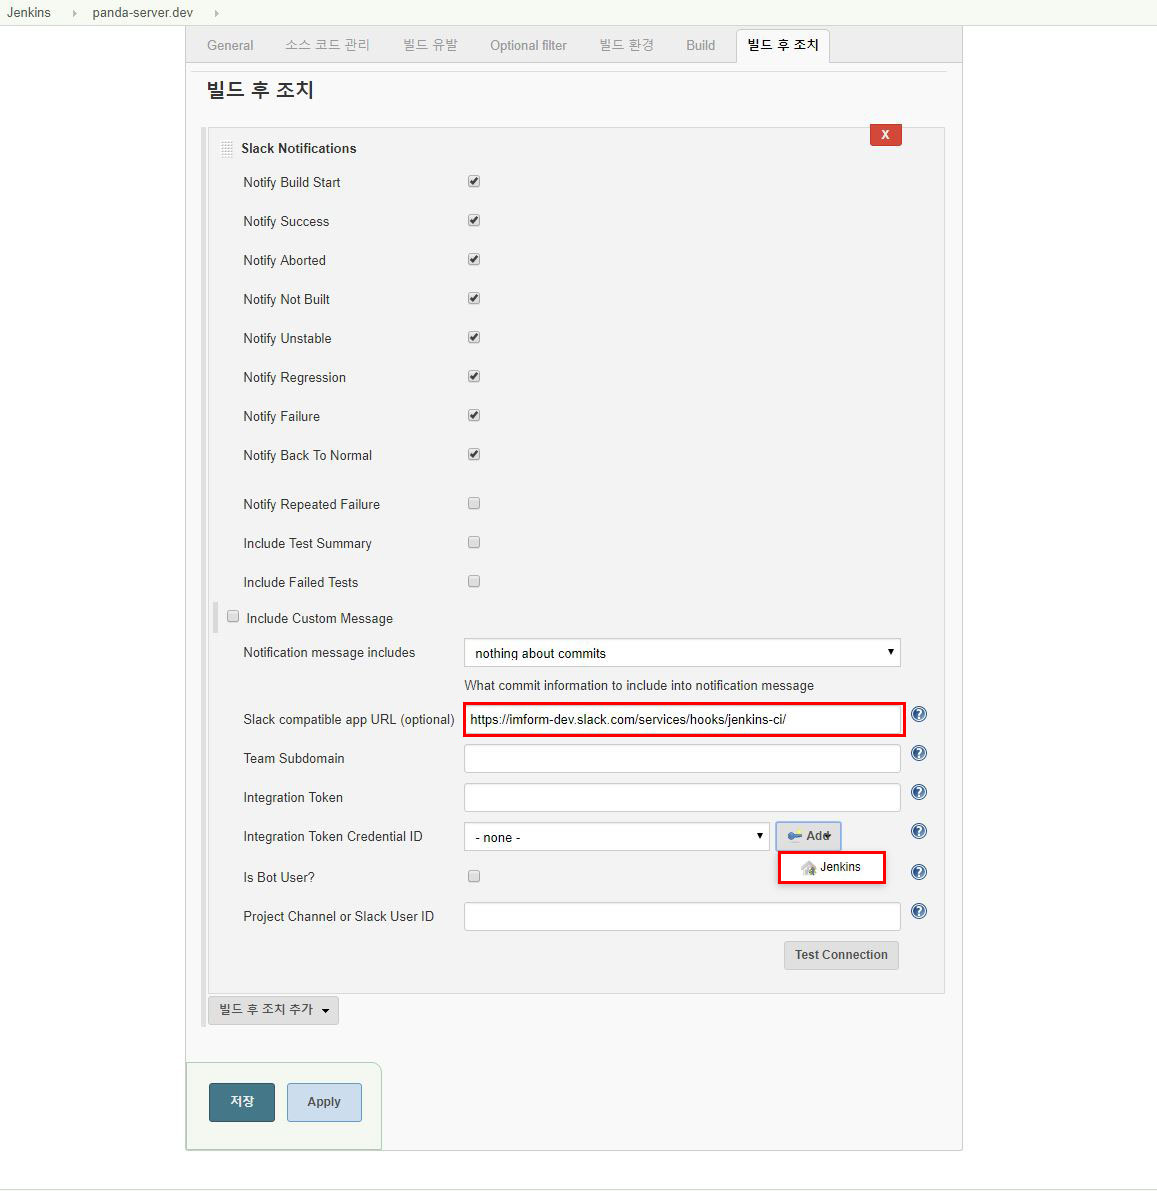 Jenkins panda-server.dev
General 소스 코드 관리 빌드 유발 Optional filter 빌드 환경 Build 빌드 후 조치
빌드 후 조치
X
Slack Notifications
Notify Build Start
Notify Success
Notify Aborted
Notify Not Built
Notify Unstable
Notify Regression
Notify Failure
Notify Back To Normal
Notify Repeated Failure
Include Test Summary
Include Failed Tests
Include Custom Message
Notification message includes nothing about commits
What commit information to include into notification message
Slack compatible app URL (optional) https://imform-dev.slack.com/services/hooks/jenkins-ci/
Team Subdomain
Integration Token
Integration Token Credential ID - none - Add
Jenkins
Is Bot User?
Project Channel or Slack User ID
Test Connection
빌드 후 조치 추가
저장 Apply